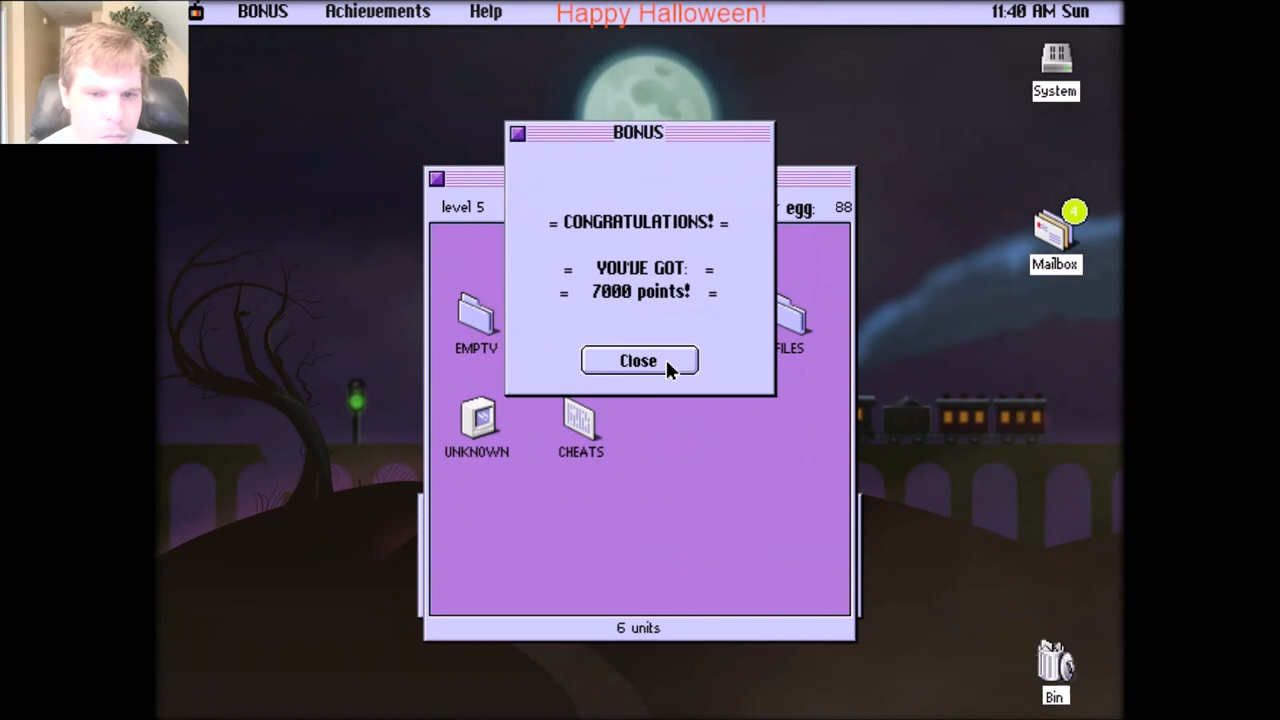 BONUS Achievements Help Happy Halloween! 11:40 AM Sun
System
BONUS
level 5 egg: 88
= CONGRATULATIONS! =
= YOU'VE GOT: =
= 7000 points! =
4
Mailbox
EMPTY
FILES
Close
UNKNOWN CHEATS
6 units
Bin